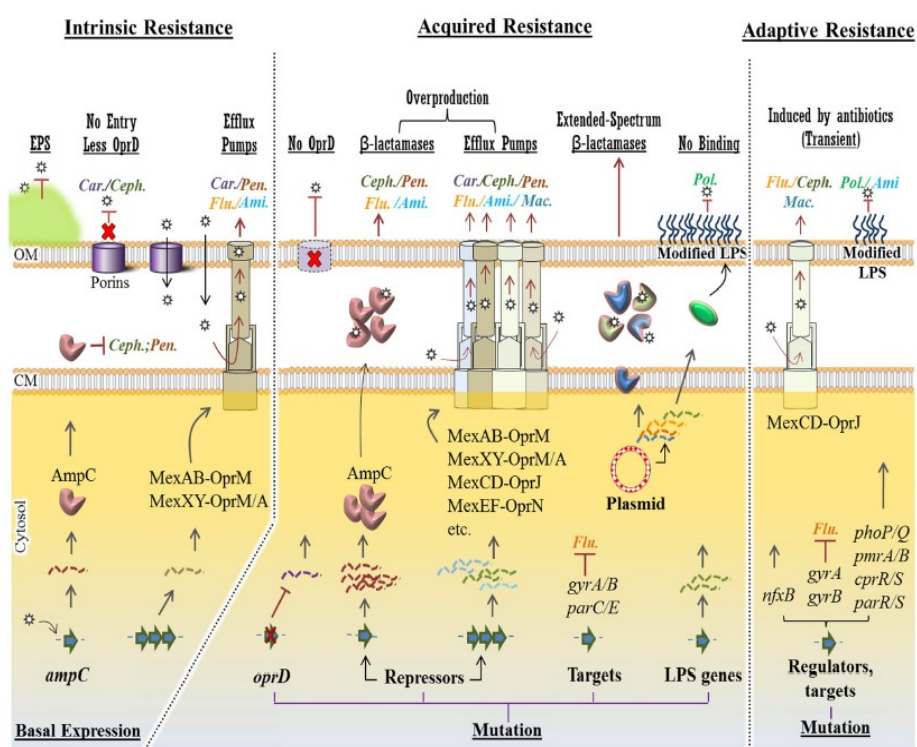 Intrinsic Resistance
Acquired Resistance
Adaptive Resistance
EPS
No Entry
Less OprD
Car./Ceph.
Efflux
Pumps
Car./Pen.
Flu./Ami.
OM
Porins
Ceph.;Pen.
CM
Cytosol
AmpC
MexAB-OprM
MexXY-OprM/A
ampC
Basal Expression
No OprD
Overproduction
β-lactamases
Ceph./Pen.
Flu./Ami.
Efflux Pumps
Car./Ceph./Pen.
Flu./Ami./Mac.
Extended-Spectrum
β-lactamases
No Binding
Pol.
Modified LPS
AmpC
MexAB-OprM
MexXY-OprM/A
MexCD-OprJ
MexEF-OprN
etc.
Plasmid
Flu.
gyrA/B
parC/E
oprD
Repressors
Targets
LPS genes
Mutation
Induced by antibiotics
(Transient)
Flu./Ceph.
Mac.
Pol./Ami
Modified
LPS
MexCD-OprJ
nfxB
Flu.
gyrA
gyrB
phoP/Q
pmrA/B
cprR/S
parR/S
Regulators,
targets
Mutation